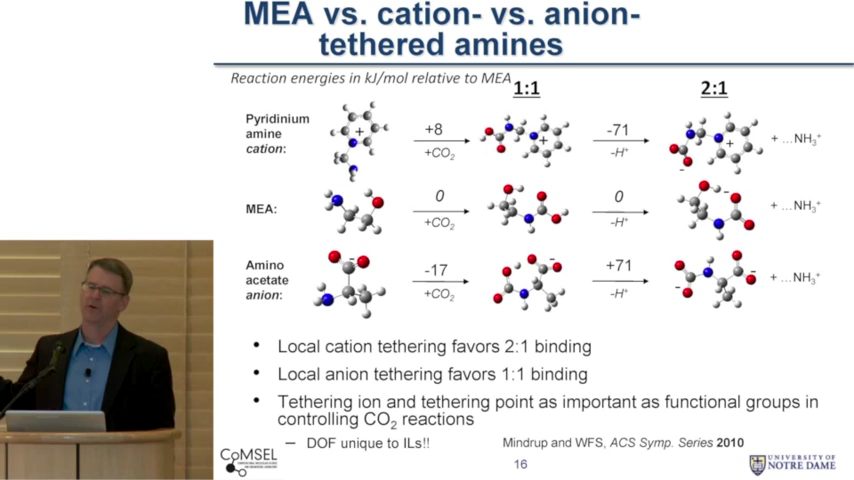 MEA vs. cation- vs. anion-
tethered amines
Reaction energies in kJ/mol relative to MEA
1:1 2:1
Pyridinium
amine
cation:
+ +8 +CO₂ + -71 -H⁺ + - + …NH₃⁺
MEA: 0 +CO₂ 0 -H⁺ - + …NH₃⁺
Amino
acetate
anion:
- -17 +CO₂ - +71 -H⁺ - - + …NH₃⁺
• Local cation tethering favors 2:1 binding
• Local anion tethering favors 1:1 binding
• Tethering ion and tethering point as important as functional groups in
controlling CO₂ reactions
– DOF unique to ILs!!
Mindrup and WFS, ACS Symp. Series 2010
CoMSEL
16
UNIVERSITY OF
NOTRE DAME